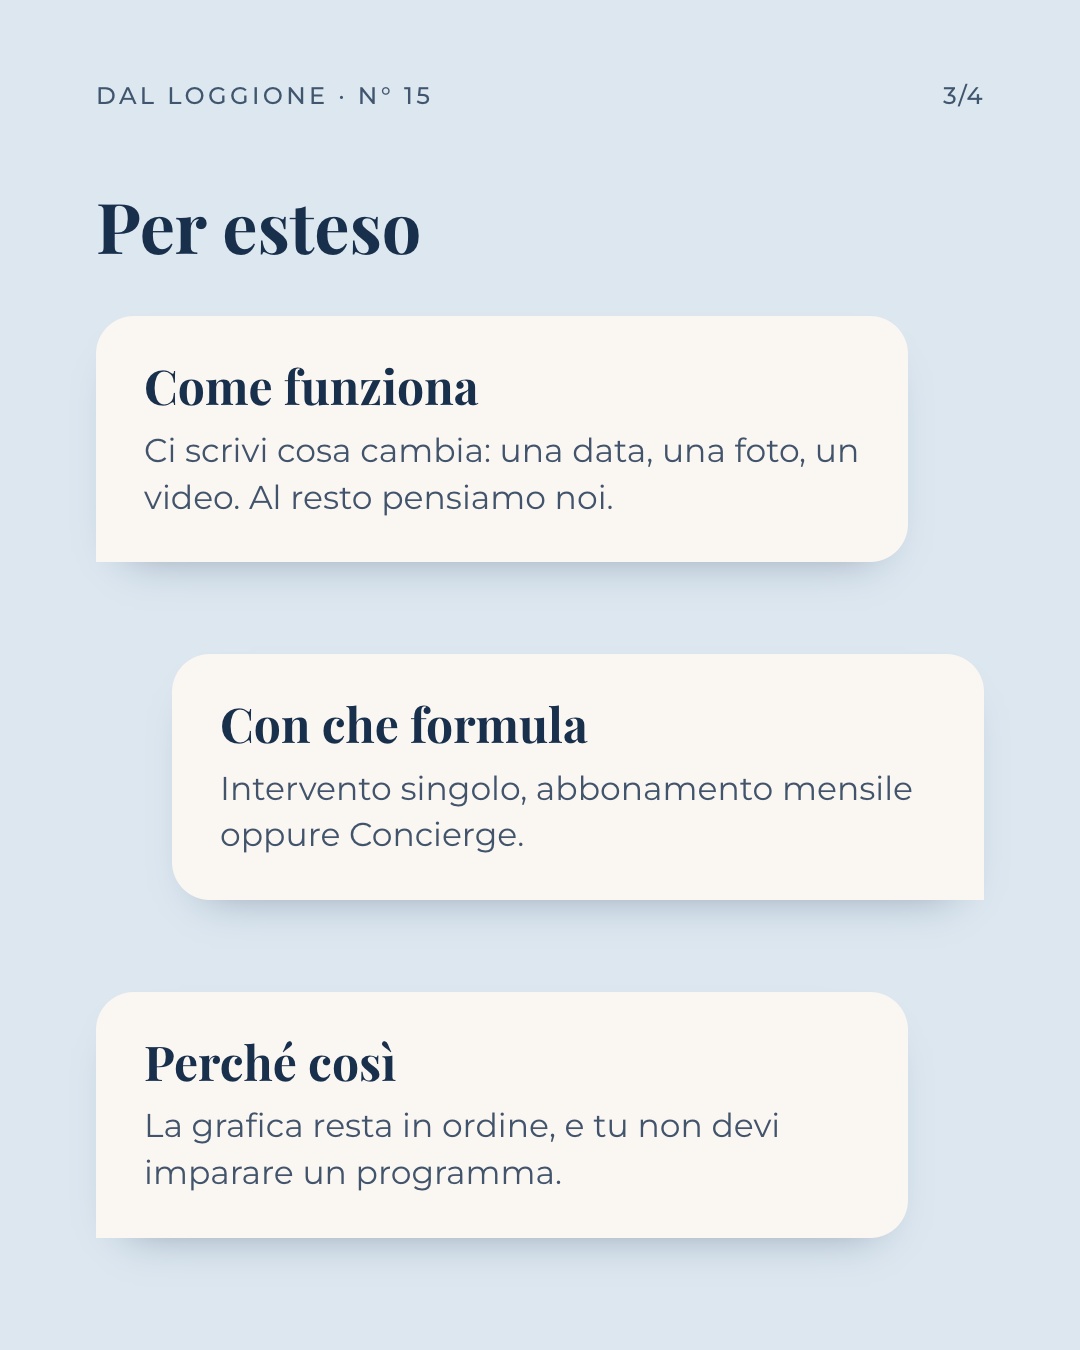 DAL LOGGIONE · N° 15
3/4
Per esteso
Come funziona
Ci scrivi cosa cambia: una data, una foto, un
video. Al resto pensiamo noi.
Con che formula
Intervento singolo, abbonamento mensile
oppure Concierge.
Perché così
La grafica resta in ordine, e tu non devi
imparare un programma.